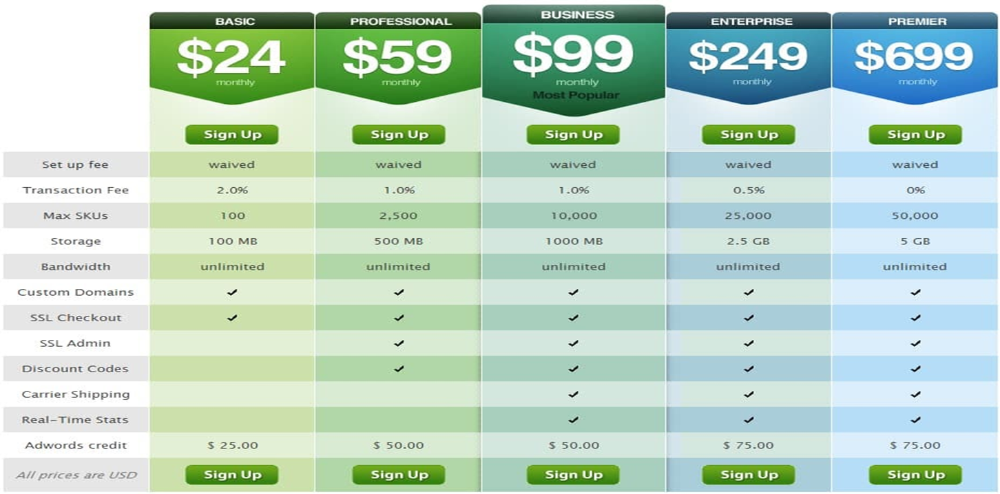 BASIC PROFESSIONAL BUSINESS ENTERPRISE PREMIER
$24 $59 $99 $249 $699
monthly monthly monthly monthly monthly
Most Popular
Sign Up Sign Up Sign Up Sign Up Sign Up
Set up fee waived waived waived waived waived
Transaction Fee 2.0% 1.0% 1.0% 0.5% 0%
Max SKUs 100 2,500 10,000 25,000 50,000
Storage 100 MB 500 MB 1000 MB 2.5 GB 5 GB
Bandwidth unlimited unlimited unlimited unlimited unlimited
Custom Domains
SSL Checkout
SSL Admin
Discount Codes
Carrier Shipping
Real-Time Stats
Adwords credit $ 25.00 $ 50.00 $ 50.00 $ 75.00 $ 75.00
All prices are USD Sign Up Sign Up Sign Up Sign Up Sign Up